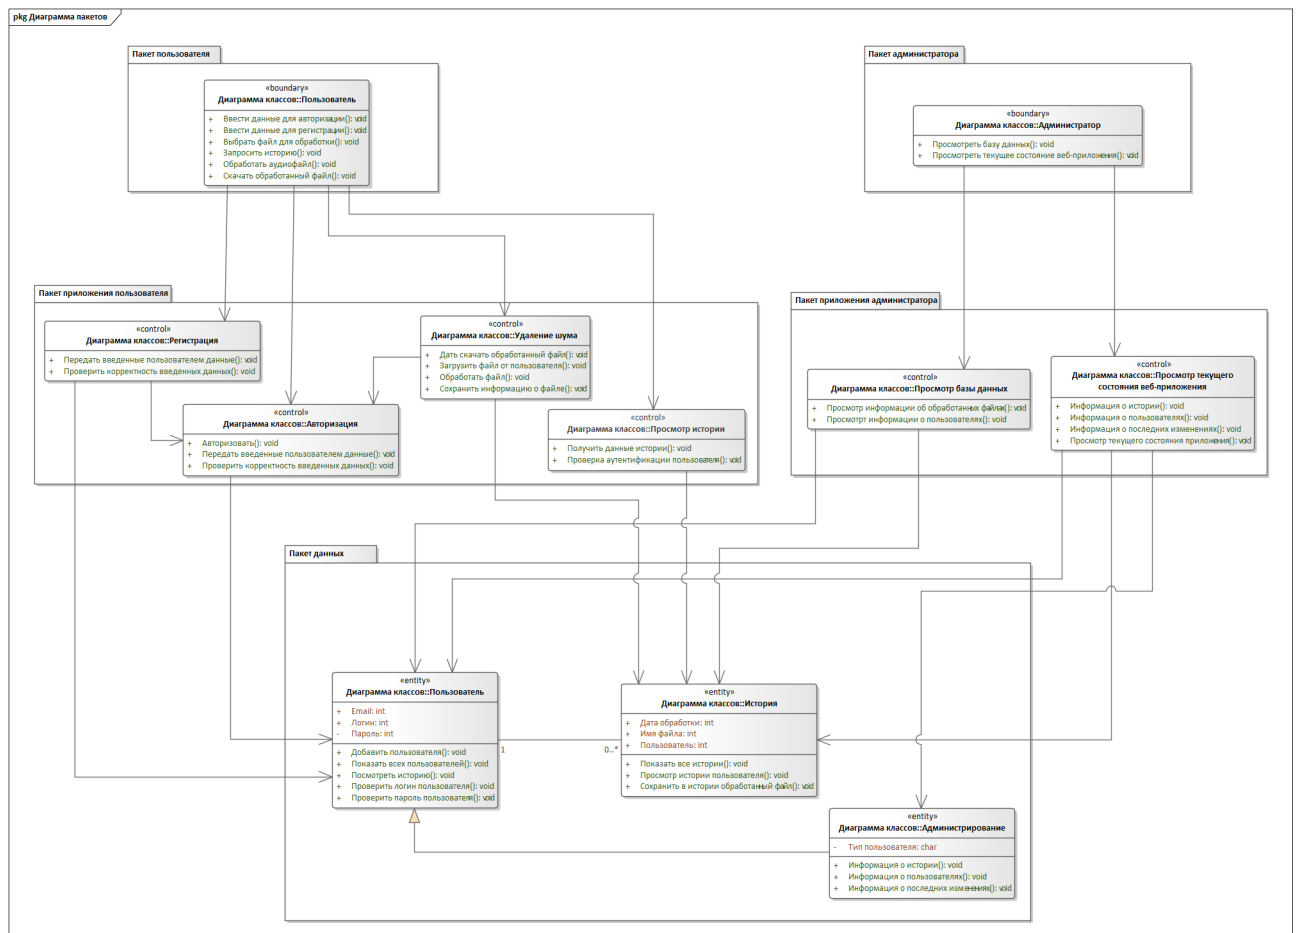 pkg Диаграмма пакетов
Пакет пользователя
«boundary»
Диаграмма классов::Пользователь
+ Ввести данные для авторизации(): void
+ Ввести данные для регистрации(): void
+ Выбрать файл для обработки(): void
+ Запросить историю(): void
+ Обработать аудиофайл(): void
+ Скачать обработанный файл(): void
Пакет администратора
«boundary»
Диаграмма классов::Администратор
+ Просмотреть базу данных(): void
+ Просмотреть текущее состояние веб-приложения(): void
Пакет приложения пользователя
«control»
Диаграмма классов::Регистрация
+ Передать введенные пользователем данные(): void
+ Проверить корректность введенных данных(): void
«control»
Диаграмма классов::Удаление шума
+ Дать скачать обработанный файл(): void
+ Загрузить файл от пользователя(): void
+ Обработать файл(): void
+ Сохранить информацию о файле(): void
«control»
Диаграмма классов::Авторизация
+ Авторизовать(): void
+ Передать введенные пользователем данные(): void
+ Проверить корректность введенных данных(): void
«control»
Диаграмма классов::Просмотр истории
+ Получить данные истории(): void
+ Проверка аутентификации пользователя(): void
Пакет приложения администратора
«control»
Диаграмма классов::Просмотр базы данных
+ Просмотр информации об обработанных файлах(): void
+ Просмотрт информации о пользователях(): void
«control»
Диаграмма классов::Просмотр текущего
состояния веб-приложения
+ Информация о истории(): void
+ Информация о пользователях(): void
+ Информация о последних изменениях(): void
+ Просмотр текущего состояния приложения(): void
Пакет данных
«entity»
Диаграмма классов::Пользователь
+ Email: int
+ Логин: int
- Пароль: int
+ Добавить пользователя(): void
+ Показать всех пользователей(): void
+ Посмотреть историю(): void
+ Проверить логин пользователя(): void
+ Проверить пароль пользователя(): void
1
0..*
«entity»
Диаграмма классов::История
+ Дата обработки: int
+ Имя файла: int
+ Пользователь: int
+ Показать все истории(): void
+ Просмотр истории пользователя(): void
+ Сохранить в истории обработанный файл(): void
«entity»
Диаграмма классов::Администрирование
- Тип пользователя: char
+ Информация о истории(): void
+ Информация о пользователях(): void
+ Информация о последних изменениях(): void